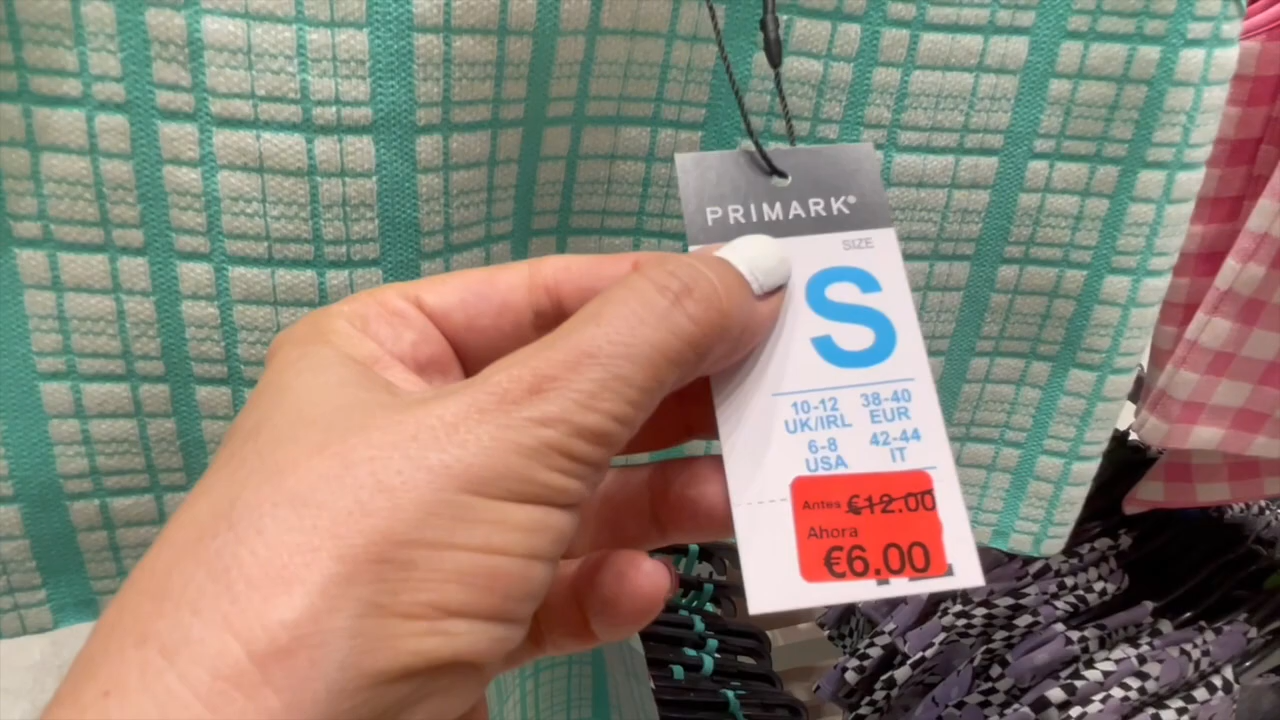 PRIMARK®
SIZE
S
10-12 38-40
UK/IRL EUR
6-8 42-44
USA IT
Antes €12.00
Ahora
€6.00